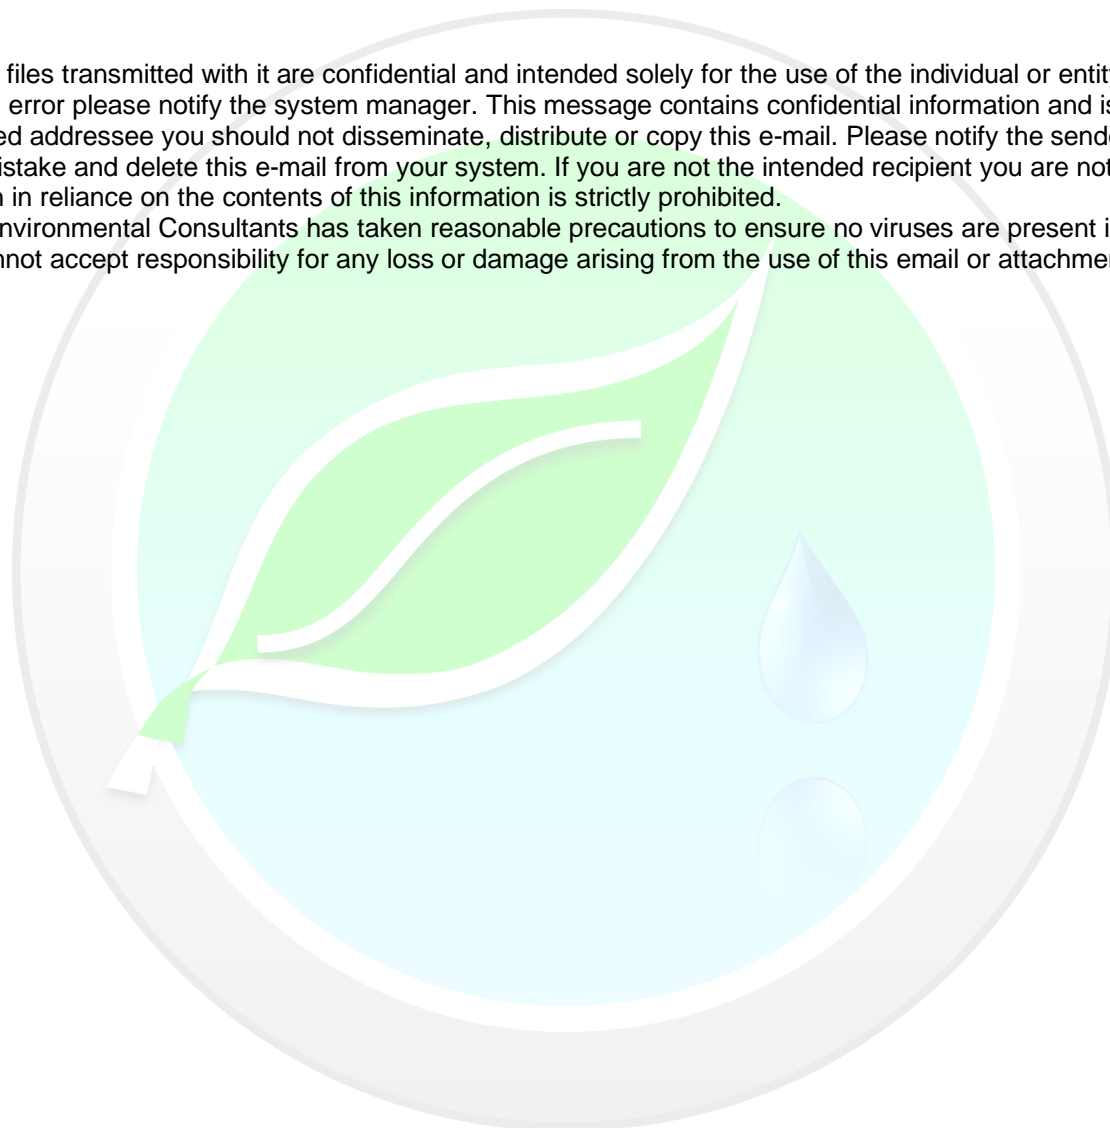 files transmitted with it are confidential and intended solely for the use of the individual or entity
error please notify the system manager. This message contains confidential information and is
ed addressee you should not disseminate, distribute or copy this e-mail. Please notify the sende
istake and delete this e-mail from your system. If you are not the intended recipient you are not
n in reliance on the contents of this information is strictly prohibited.
nvironmental Consultants has taken reasonable precautions to ensure no viruses are present i
nnot accept responsibility for any loss or damage arising from the use of this email or attachmen